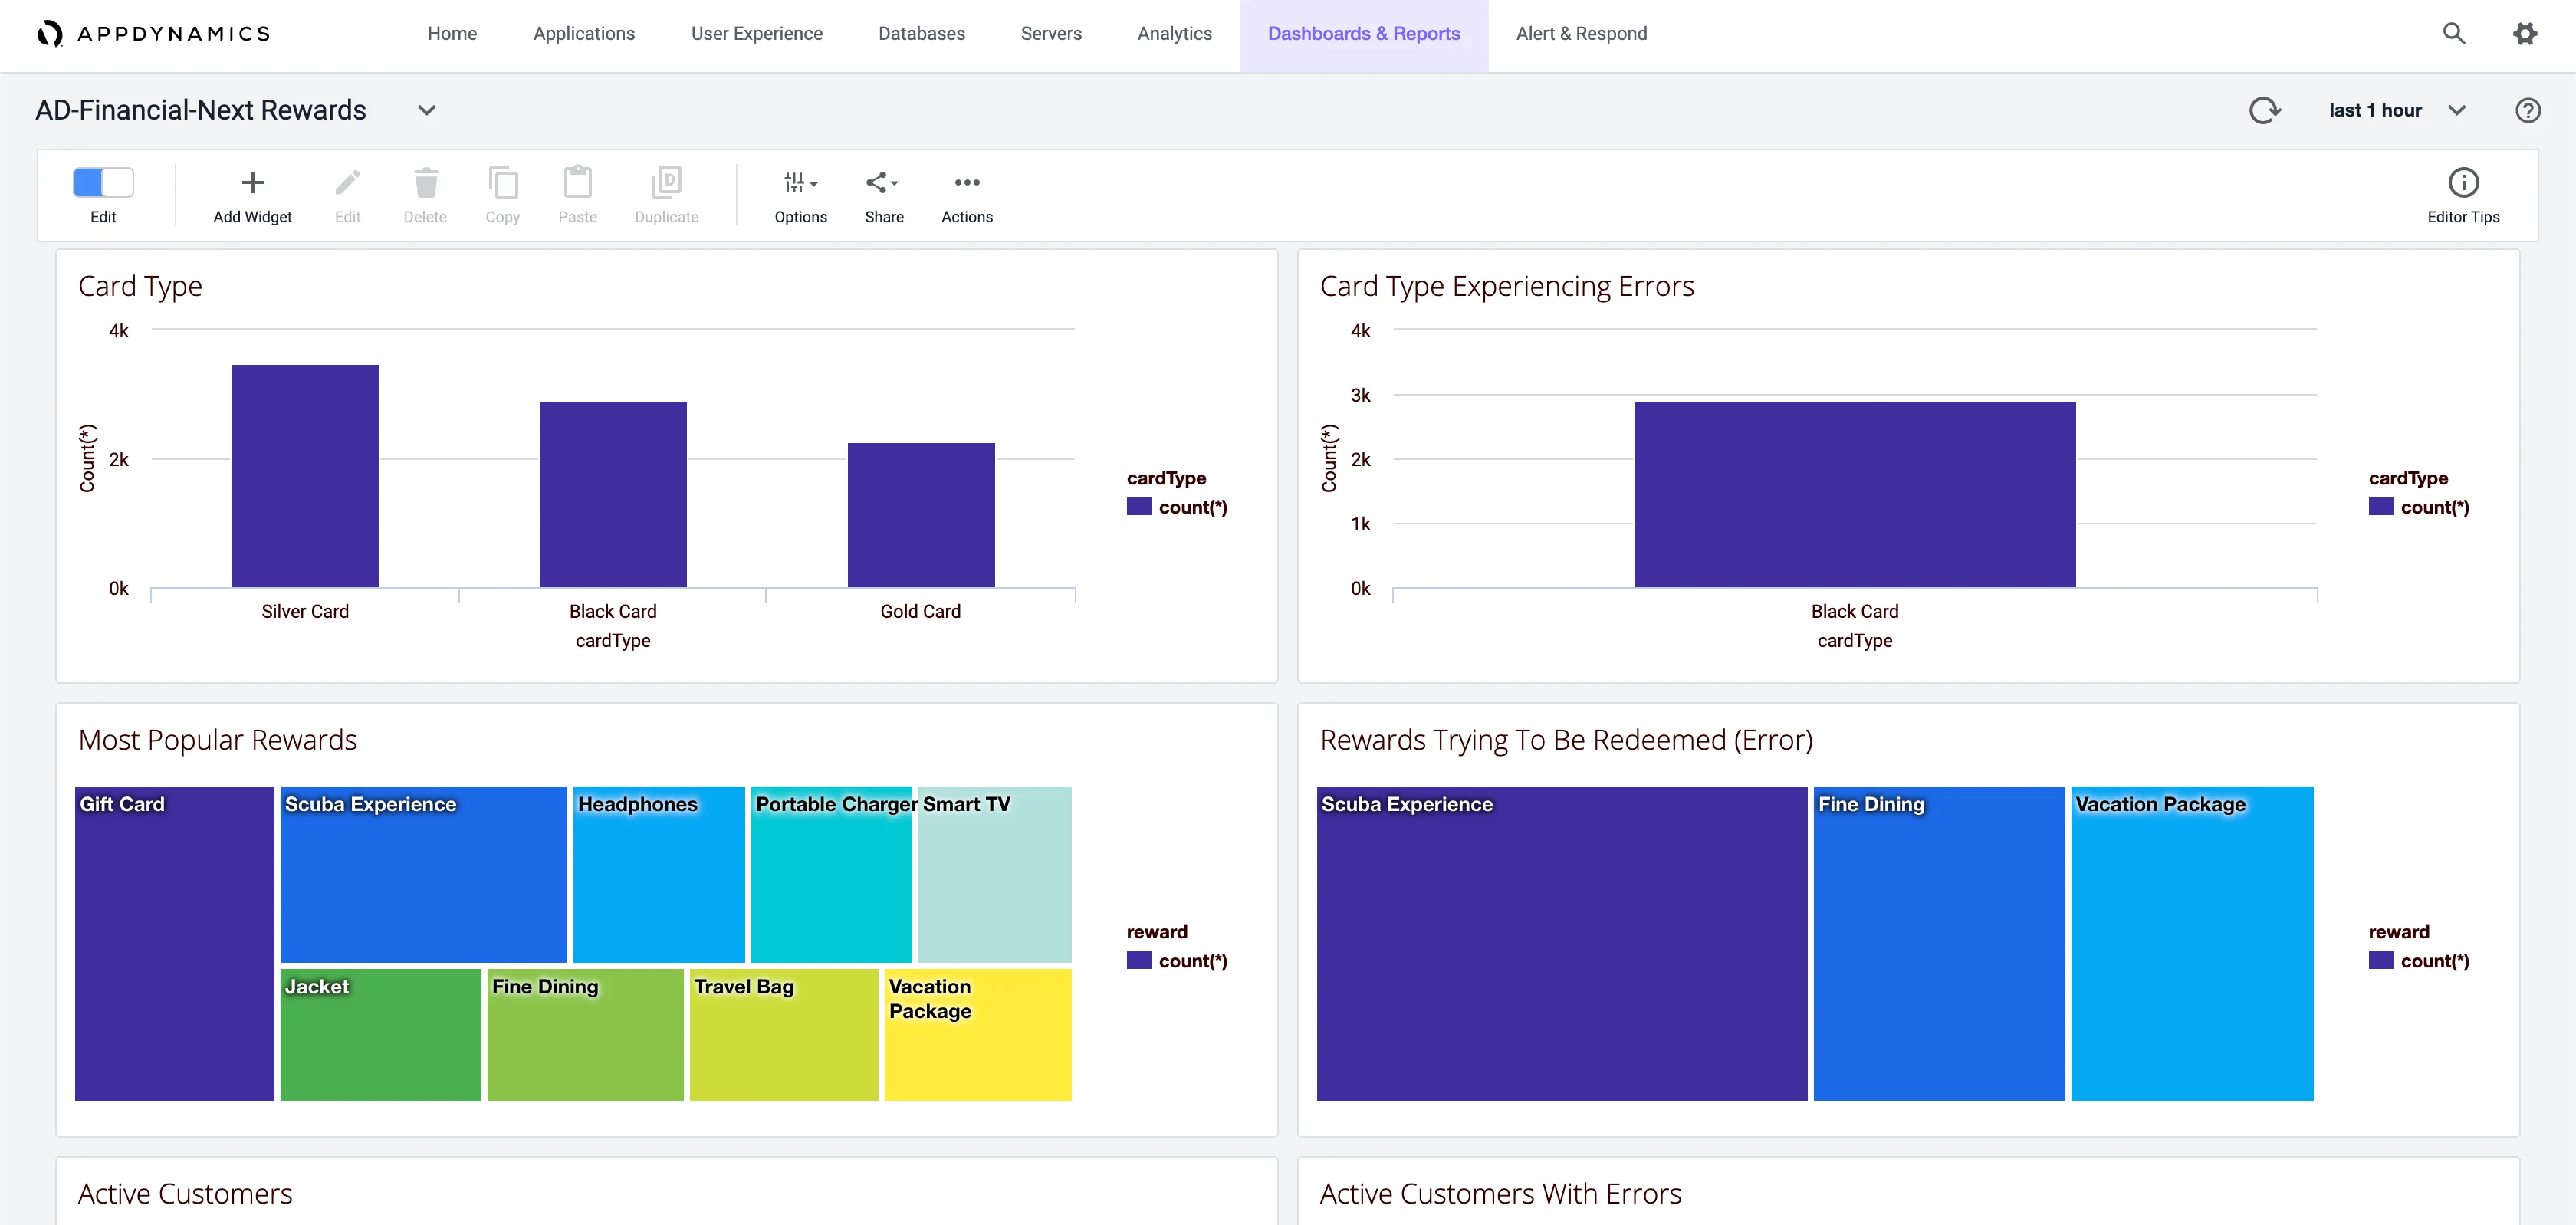 APPDYNAMICS
Home
Applications
User Experience
Databases
Servers
Analytics
Dashboards & Reports
Alert & Respond
AD-Financial-Next Rewards
last 1 hour
Edit
Add Widget
Edit
Delete
Copy
Paste
D
Duplicate
Options
Share
Actions
Editor Tips
Card Type
4k
2k
0k
Count(*)
Silver Card
Black Card
Gold Card
cardType
cardType
count(*)
Card Type Experiencing Errors
4k
3k
2k
1k
0k
Count(*)
Black Card
cardType
cardType
count(*)
Most Popular Rewards
Gift Card
Scuba Experience
Headphones
Portable Charger
Smart TV
Jacket
Fine Dining
Travel Bag
Vacation
Package
reward
count(*)
Rewards Trying To Be Redeemed (Error)
Scuba Experience
Fine Dining
Vacation Package
reward
count(*)
Active Customers
Active Customers With Errors